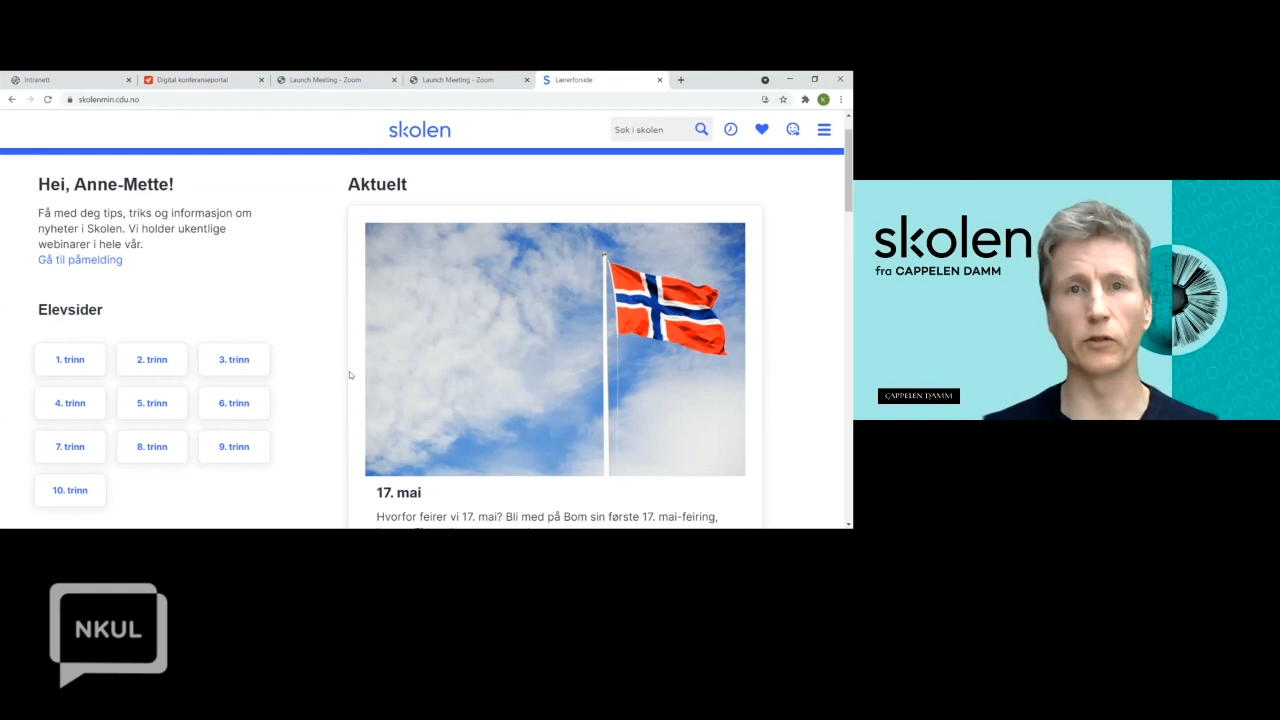 Intranett
Digital konferanseportal
Launch Meeting - Zoom
Launch Meeting - Zoom
S Lærerforside
skolenmin.cdu.no
K
skolen
Søk i skolen
Hei, Anne-Mette!
Få med deg tips, triks og informasjon om
nyheter i Skolen. Vi holder ukentlige
webinarer i hele vår.
Gå til påmelding
Elevsider
1. trinn
2. trinn
3. trinn
4. trinn
5. trinn
6. trinn
7. trinn
8. trinn
9. trinn
10. trinn
Aktuelt
17. mai
Hvorfor feirer vi 17. mai? Bli med på Bom sin første 17. mai-feiring,
skolen
fra CAPPELEN DAMM
CAPPELEN DAMM
NKUL